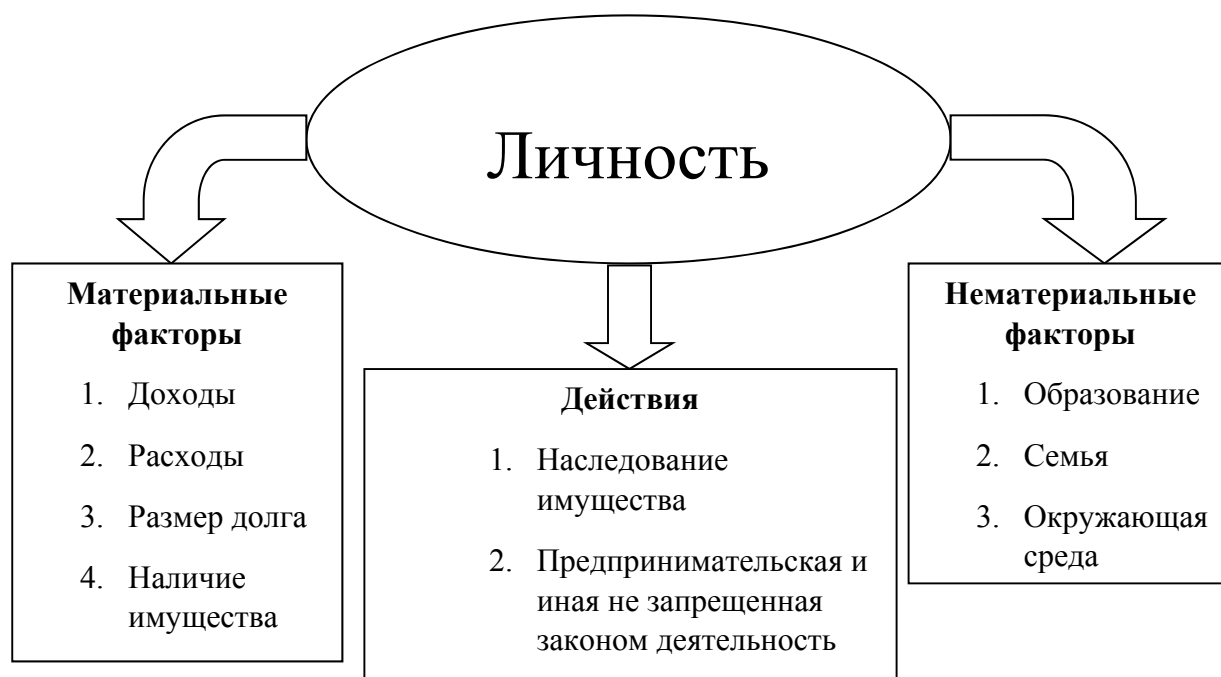 Личность
Материальные
факторы
1. Доходы
2. Расходы
3. Размер долга
4. Наличие
имущества
Действия
1. Наследование
имущества
2. Предпринимательская и
иная не запрещенная
законом деятельность
Нематериальные
факторы
1. Образование
2. Семья
3. Окружающая
среда